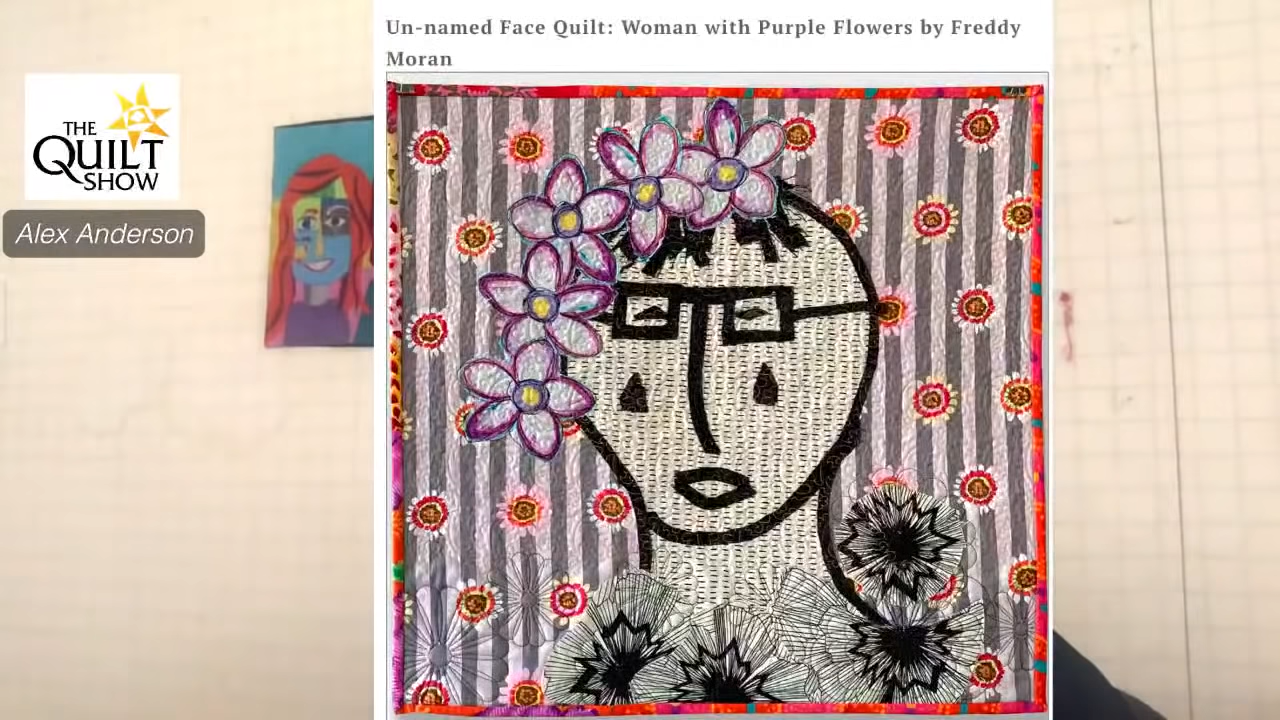 Un-named Face Quilt: Woman with Purple Flowers by Freddy
Moran
THE
QUILT
SHOW
Alex Anderson